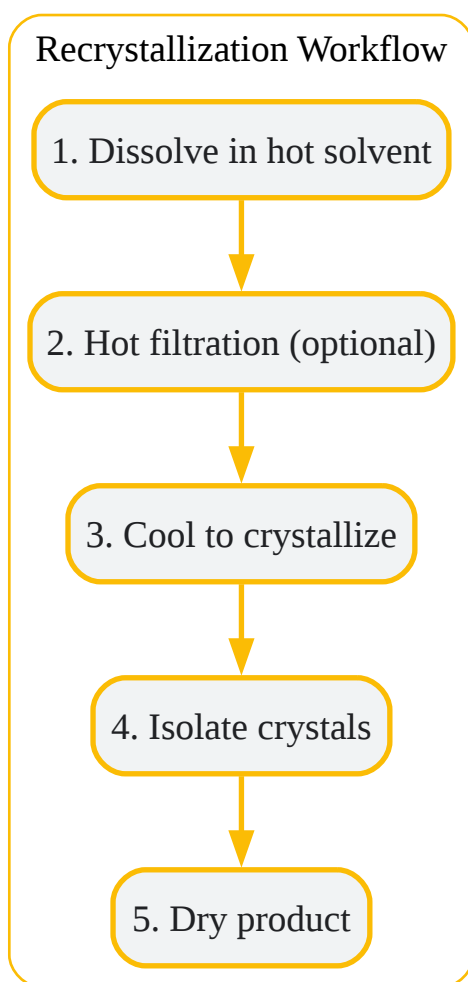 Recrystallization Workflow
1. Dissolve in hot solvent
2. Hot filtration (optional)
3. Cool to crystallize
4. Isolate crystals
5. Dry product